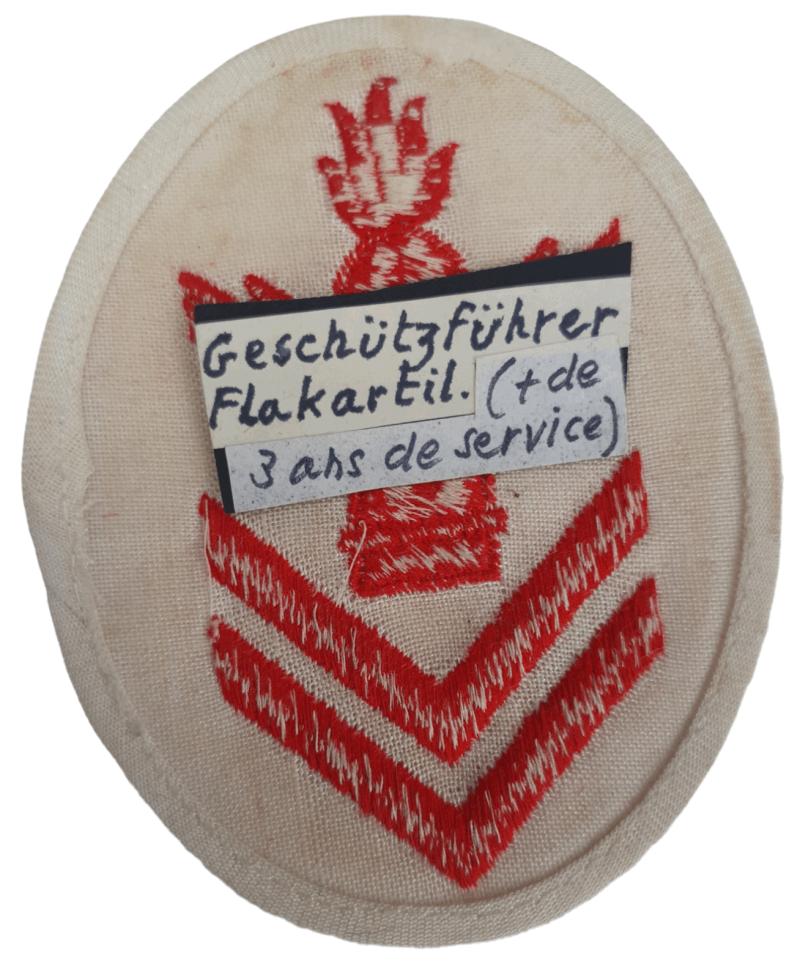 Geschützführer
Flakartil. (+ de
3 ans de service)